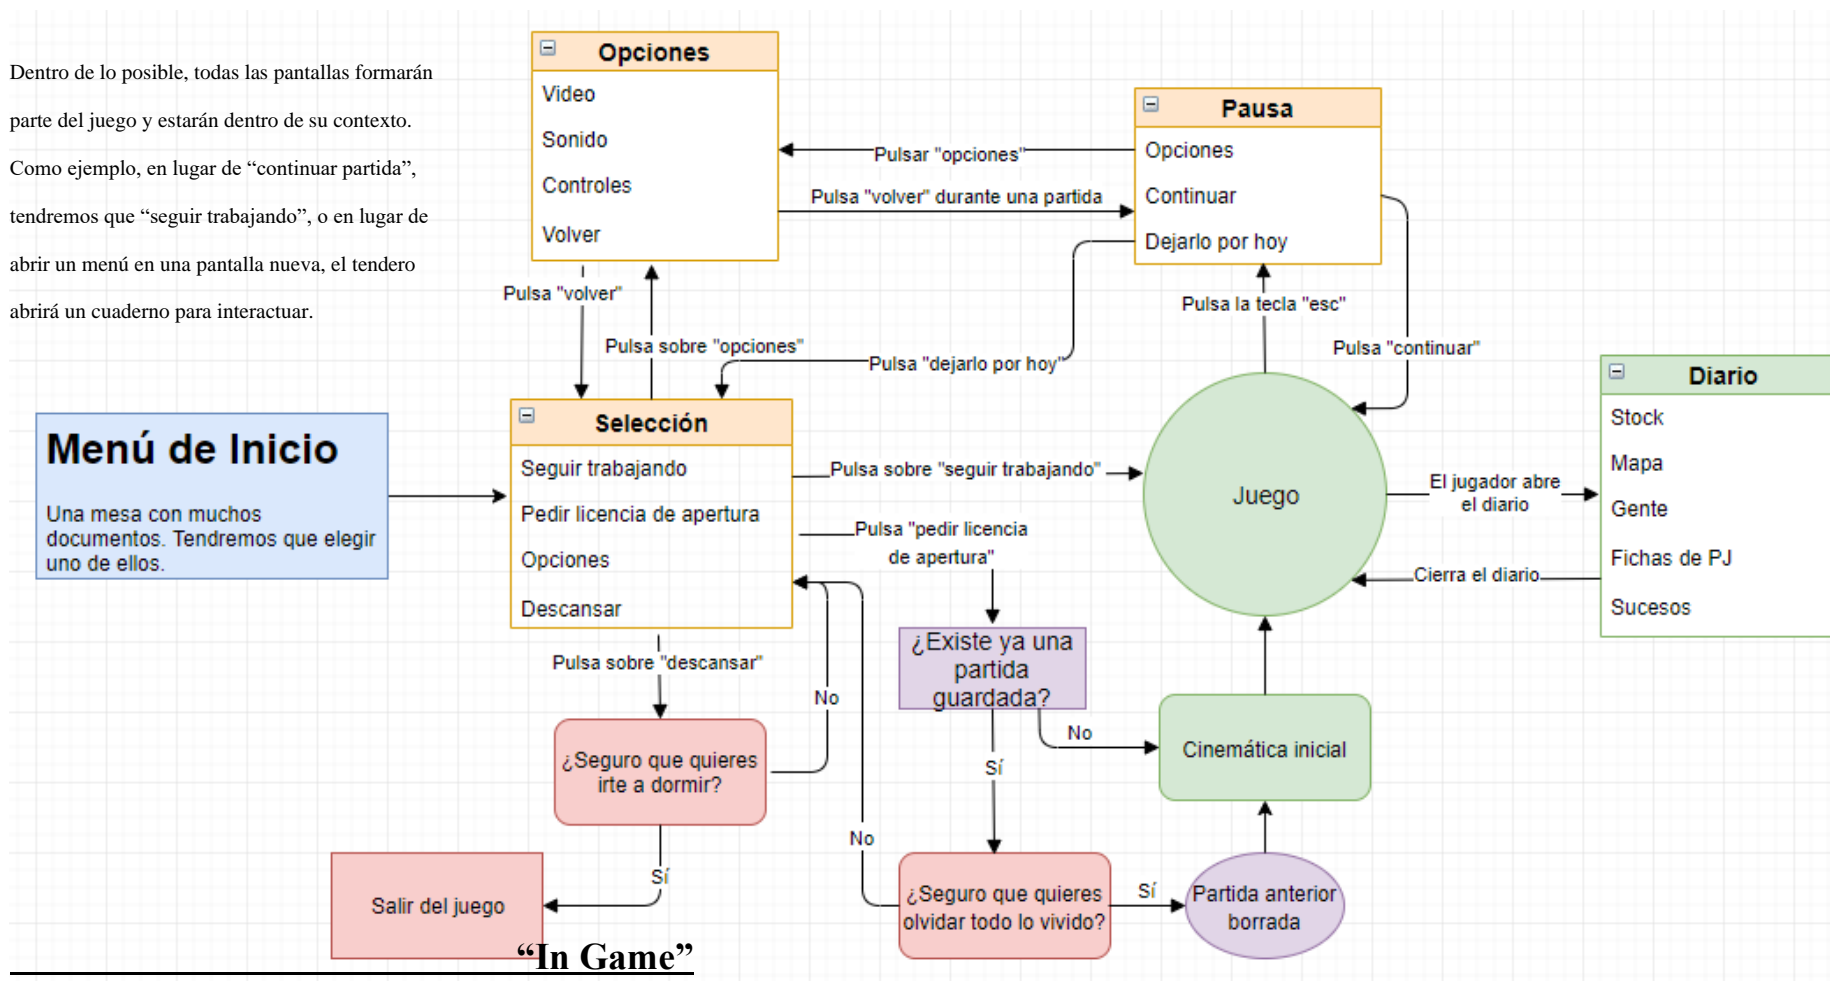 Dentro de lo posible, todas las pantallas formarán
parte del juego y estarán dentro de su contexto.
Como ejemplo, en lugar de “continuar partida”,
tendremos que “seguir trabajando”, o en lugar de
abrir un menú en una pantalla nueva, el tendero
abrirá un cuaderno para interactuar.
Opciones
Video
Sonido
Controles
Volver
Pausa
Opciones
Continuar
Dejarlo por hoy
Pulsar "opciones"
Pulsa "volver" durante una partida
Pulsa "volver"
Pulsa sobre "opciones"
Pulsa "dejarlo por hoy"
Pulsa la tecla "esc"
Pulsa "continuar"
Menú de Inicio
Una mesa con muchos
documentos. Tendremos que elegir
uno de ellos.
Selección
Seguir trabajando
Pedir licencia de apertura
Opciones
Descansar
Pulsa sobre "seguir trabajando"
Pulsa "pedir licencia
de apertura"
Juego
El jugador abre
el diario
Cierra el diario
Diario
Stock
Mapa
Gente
Fichas de PJ
Sucesos
Pulsa sobre "descansar"
No
¿Existe ya una
partida
guardada?
No
Sí
Cinemática inicial
¿Seguro que quieres
irte a dormir?
Sí
No
Salir del juego
¿Seguro que quieres
olvidar todo lo vivido?
Sí
Partida anterior
borrada
“In Game”